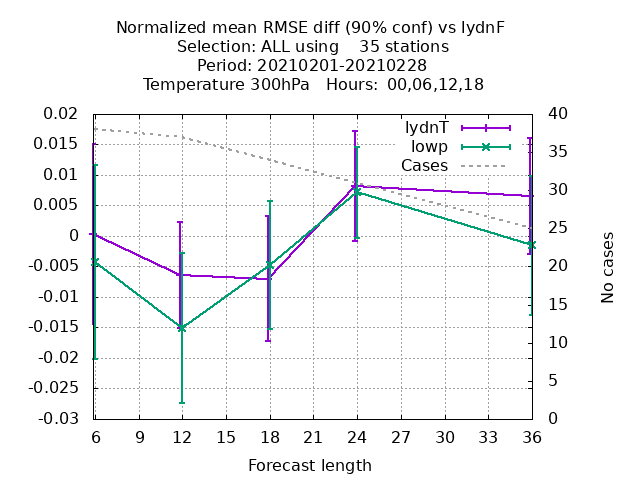 Normalized mean RMSE diff (90% conf) vs lydnF
Selection: ALL using    35 stations
Period: 20210201-20210228
Temperature 300hPa   Hours:  00,06,12,18
lydnT
lowp
Cases
0.02
0.015
0.01
0.005
0
-0.005
-0.01
-0.015
-0.02
-0.025
-0.03
40
35
30
25
20
15
10
5
0
No cases
6 9 12 15 18 21 24 27 30 33 36
Forecast length